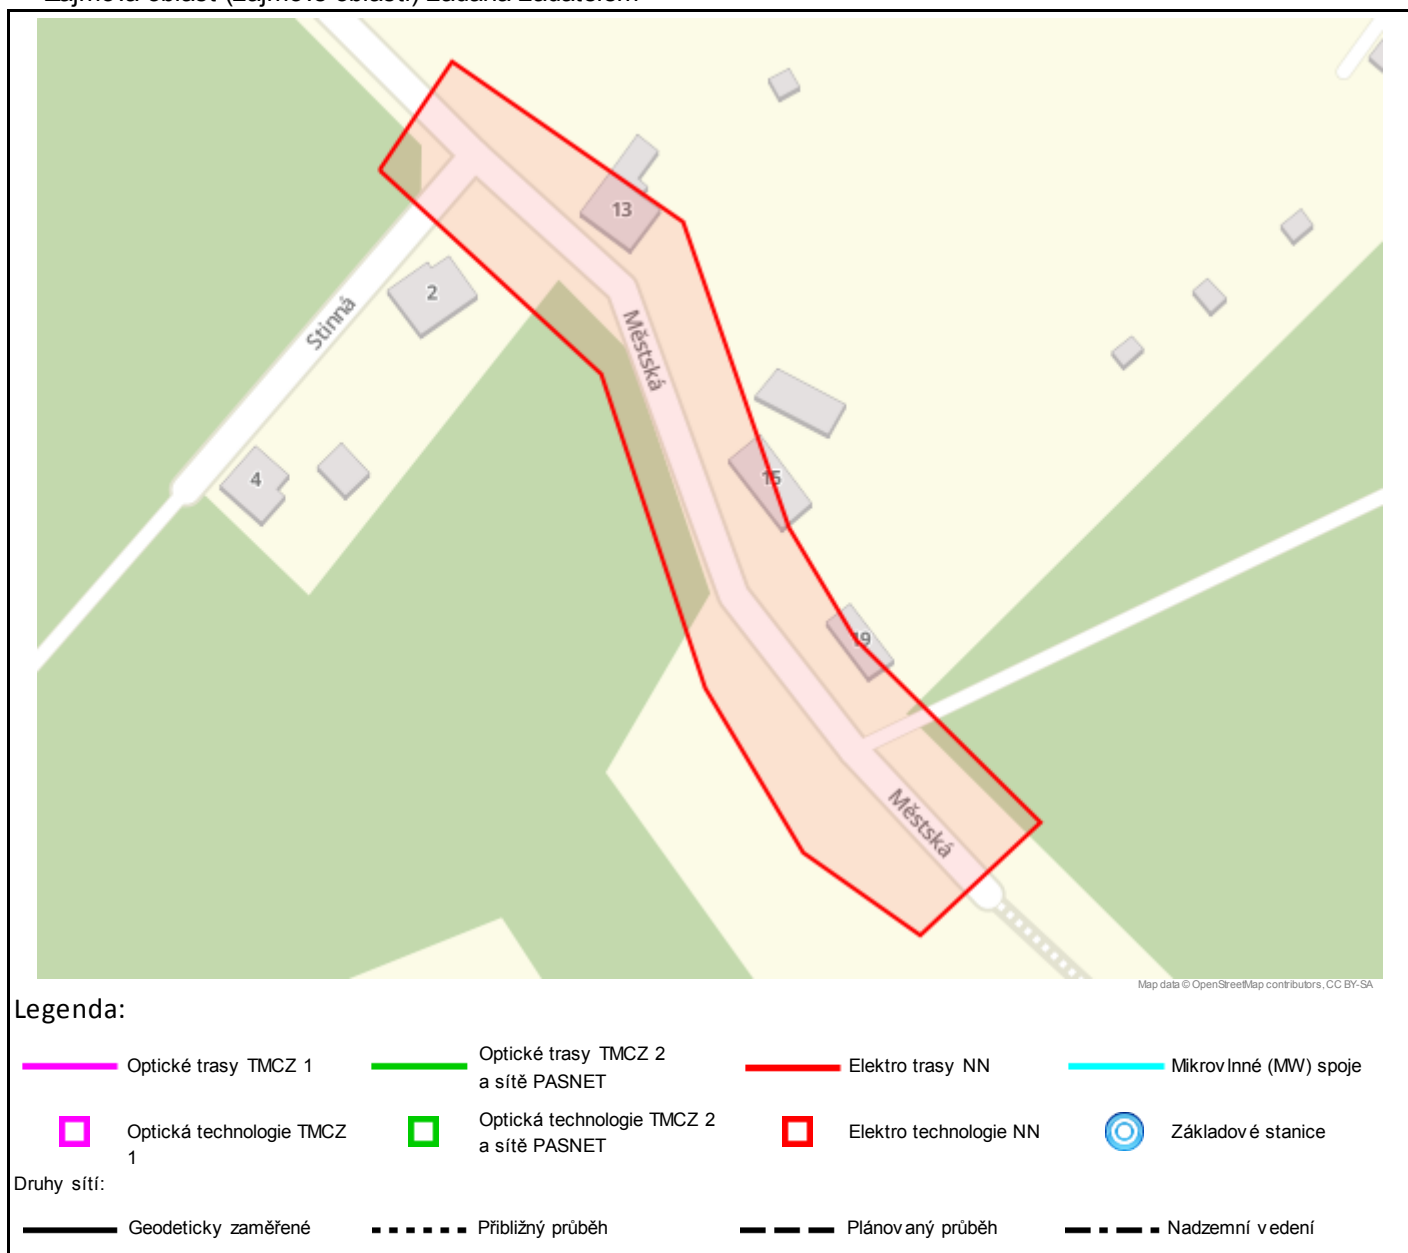 13
2
Stinná
Městská
15
4
19
Městská
Map data © OpenStreetMap contributors, CC BY-SA
Legenda:
Optické trasy TMCZ 1
Optické trasy TMCZ 2
a sítě PASNET
Elektro trasy NN
Mikrovlnné (MW) spoje
Optická technologie TMCZ
1
Optická technologie TMCZ 2
a sítě PASNET
Elektro technologie NN
Základové stanice
Druhy sítí:
Geodeticky zaměřené
Přibližný průběh
Plánovaný průběh
Nadzemní vedení